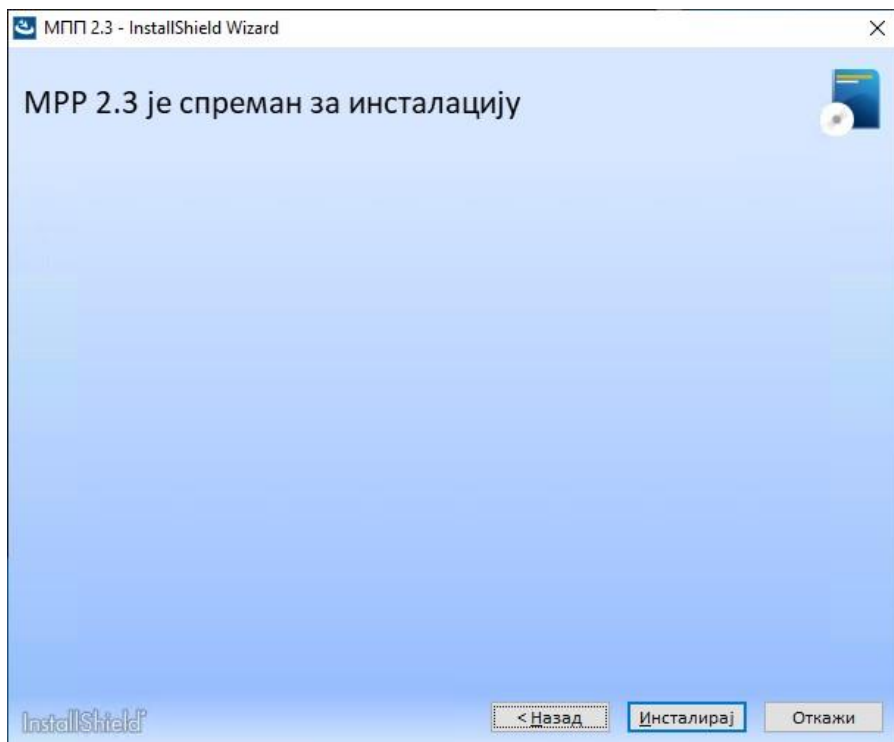 МПП 2.3 - InstallShield Wizard
МРР 2.3 је спреман за инсталацију
InstallShield
< Назад
Инсталирај
Откажи